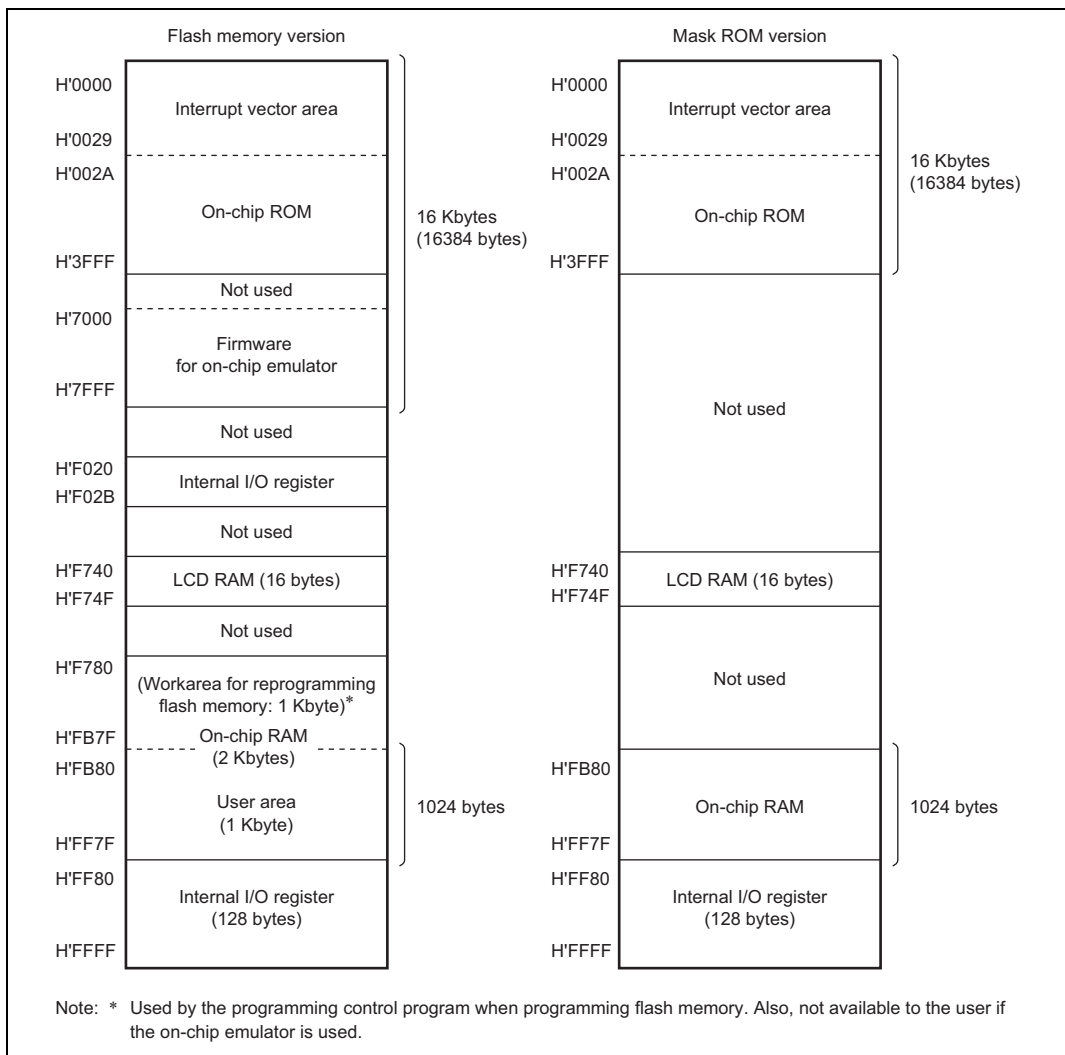 Flash memory version
H'0000
Interrupt vector area
H'0029
H'002A
On-chip ROM
16 Kbytes
(16384 bytes)
H'3FFF
Not used
H'7000
Firmware
for on-chip emulator
H'7FFF
Not used
H'F020
Internal I/O register
H'F02B
Not used
H'F740
LCD RAM (16 bytes)
H'F74F
Not used
H'F780
(Workarea for reprogramming
flash memory: 1 Kbyte)*
H'FB7F
On-chip RAM
(2 Kbytes)
H'FB80
User area
(1 Kbyte)
1024 bytes
H'FF7F
H'FF80
Internal I/O register
(128 bytes)
H'FFFF
Mask ROM version
H'0000
Interrupt vector area
H'0029
16 Kbytes
(16384 bytes)
H'002A
On-chip ROM
H'3FFF
Not used
H'F740
LCD RAM (16 bytes)
H'F74F
Not used
H'FB80
On-chip RAM
1024 bytes
H'FF7F
H'FF80
Internal I/O register
(128 bytes)
H'FFFF
Note: * Used by the programming control program when programming flash memory. Also, not available to the user if
the on-chip emulator is used.